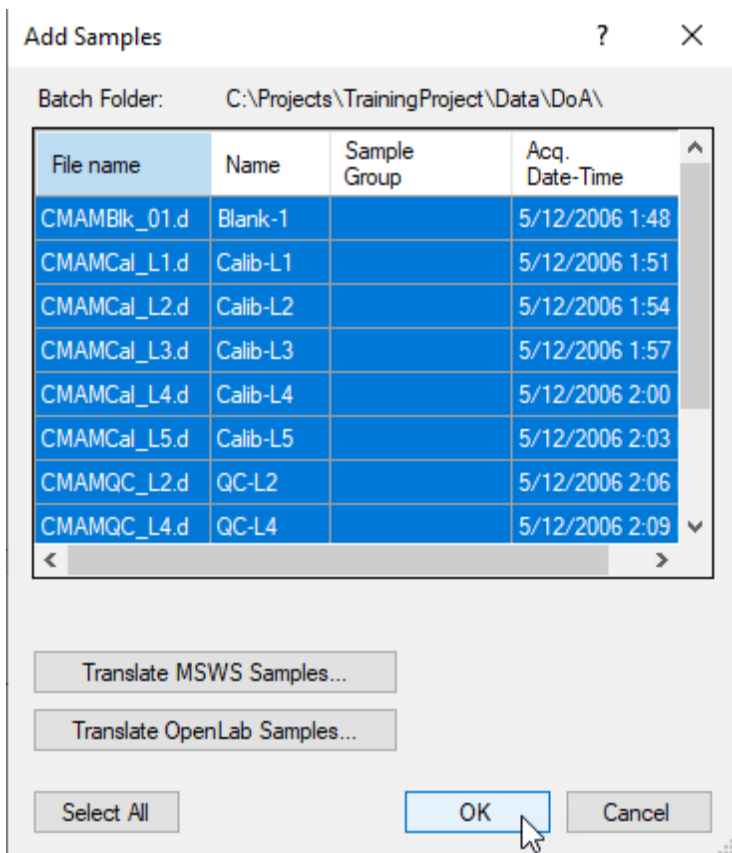 Add Samples
Batch Folder: C:\Projects\TrainingProject\Data\DoA\
File name Name Sample Group Acq. Date-Time
CMAMBlk_01.d Blank-1 5/12/2006 1:48
CMAMCal_L1.d Calib-L1 5/12/2006 1:51
CMAMCal_L2.d Calib-L2 5/12/2006 1:54
CMAMCal_L3.d Calib-L3 5/12/2006 1:57
CMAMCal_L4.d Calib-L4 5/12/2006 2:00
CMAMCal_L5.d Calib-L5 5/12/2006 2:03
CMAMQC_L2.d QC-L2 5/12/2006 2:06
CMAMQC_L4.d QC-L4 5/12/2006 2:09
Translate MSWS Samples...
Translate OpenLab Samples...
Select All OK Cancel